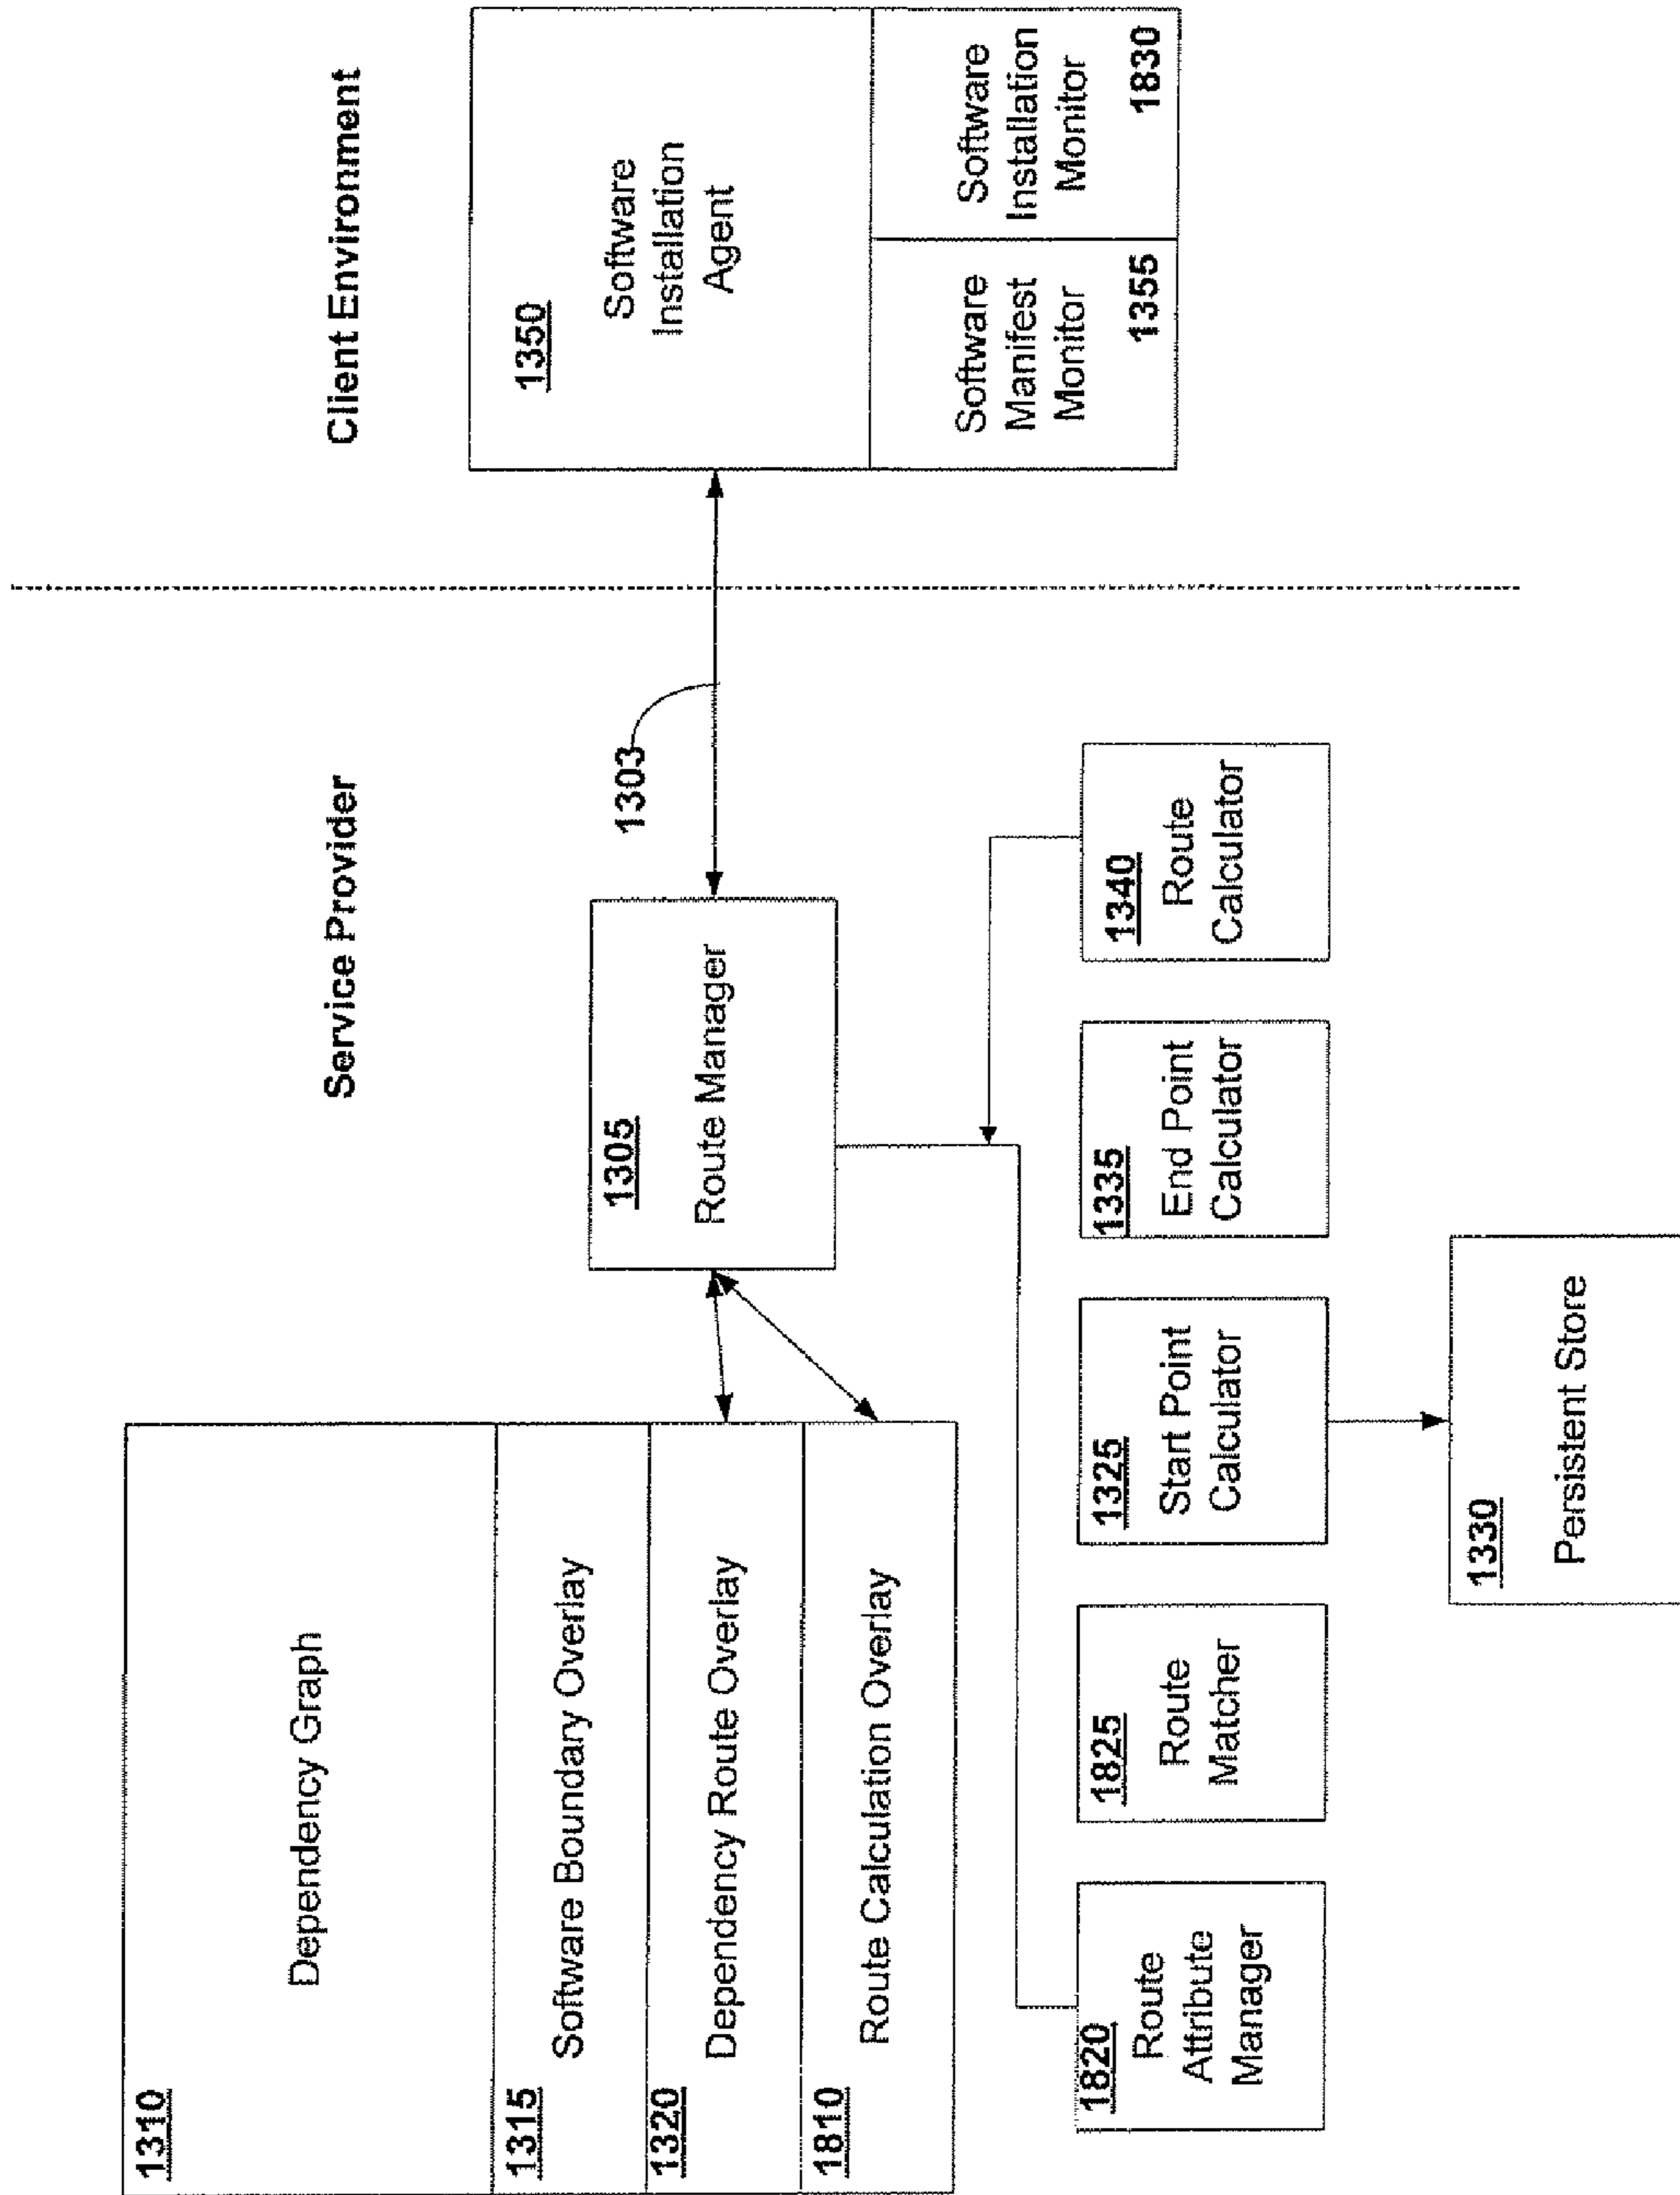 Service Provider
Client Environment
1310
Dependency Graph
1315
Software Boundary Overlay
1320
Dependency Route Overlay
1810
Route Calculation Overlay
1305
Route Manager
1303
1350
Software
Installation
Agent
Software
Manifest
Monitor
1355
Software
Installation
Monitor
1830
1820
Route
Attribute
Manager
1825
Route
Matcher
1325
Start Point
Calculator
1335
End Point
Calculator
1340
Route
Calculator
1330
Persistent Store